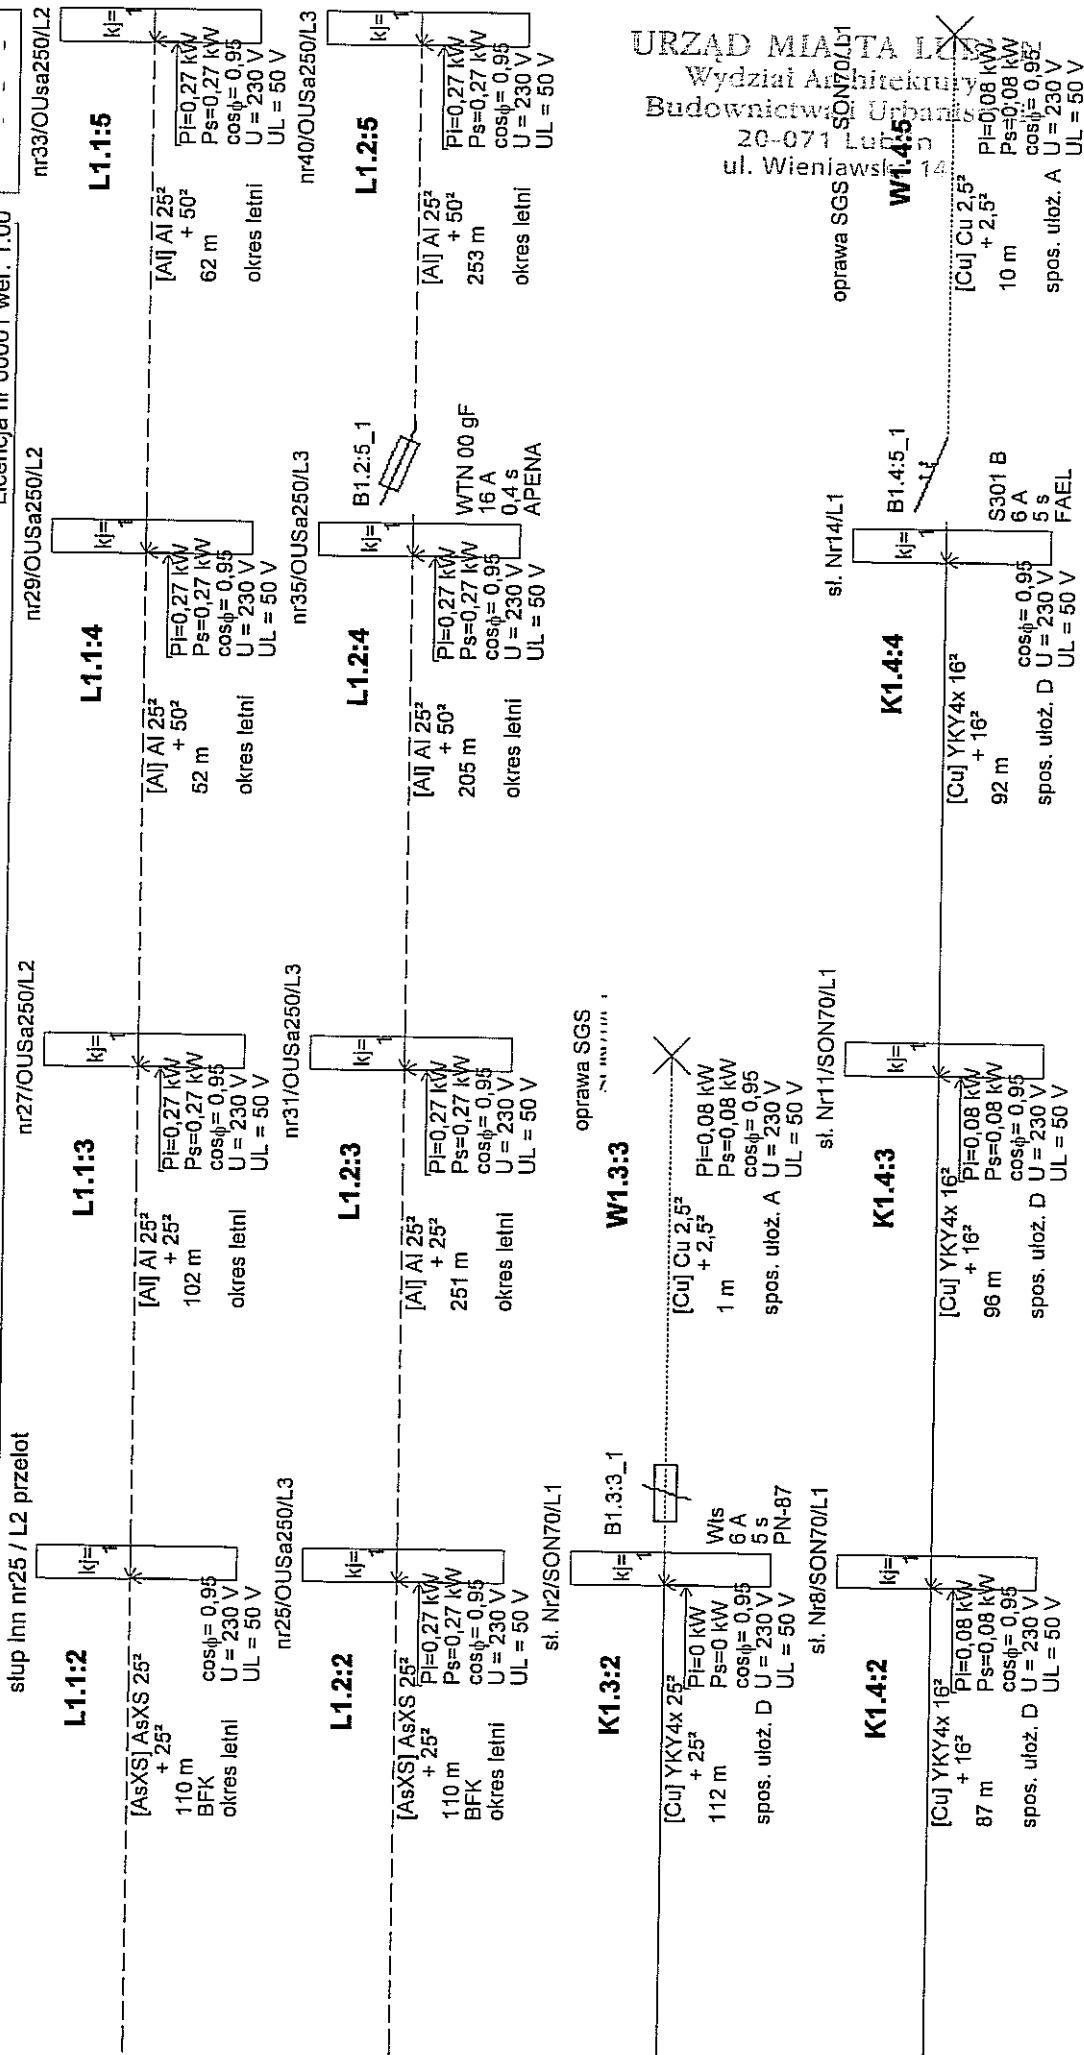 Licencja nr 00001 wer. 1.00
- - -
słup lnn nr25 / L2 przelot
L1.1:2
kj=
1
[AsXS] AsXS 25²
+ 25²
110 m
BFK
okres letni
cosϕ= 0,95
U = 230 V
UL = 50 V
nr27/OUSa250/L2
L1.1:3
kj=
1
[Al] Al 25²
+ 25²
102 m
okres letni
Pi=0,27 kW
Ps=0,27 kW
cosϕ= 0,95
U = 230 V
UL = 50 V
nr29/OUSa250/L2
L1.1:4
kj=
1
[Al] Al 25²
+ 50²
52 m
okres letni
Pi=0,27 kW
Ps=0,27 kW
cosϕ= 0,95
U = 230 V
UL = 50 V
nr33/OUsa250/L2
L1.1:5
kj=
1
[Al] Al 25²
+ 50²
62 m
okres letni
Pi=0,27 kW
Ps=0,27 kW
cosϕ= 0,95
U = 230 V
UL = 50 V
nr25/OUSa250/L3
L1.2:2
kj=
1
[AsXS] AsXS 25²
+ 25²
110 m
BFK
okres letni
Pi=0,27 kW
Ps=0,27 kW
cosϕ= 0,95
U = 230 V
UL = 50 V
nr31/OUSa250/L3
L1.2:3
kj=
1
[Al] Al 25²
+ 25²
251 m
okres letni
Pi=0,27 kW
Ps=0,27 kW
cosϕ= 0,95
U = 230 V
UL = 50 V
nr35/OUSa250/L3
L1.2:4
kj=
1
[Al] Al 25²
+ 50²
205 m
okres letni
Pi=0,27 kW
Ps=0,27 kW
cosϕ= 0,95
U = 230 V
UL = 50 V
B1.2:5_1
WTN 00 gF
16 A
0,4 s
APENA
nr40/OUSa250/L3
L1.2:5
kj=
1
[Al] Al 25²
+ 50²
253 m
okres letni
Pi=0,27 kW
Ps=0,27 kW
cosϕ= 0,95
U = 230 V
UL = 50 V
sł. Nr2/SON70/L1
K1.3:2
kj=
1
[Cu] YKY4x 25²
+ 25²
112 m
spos. ułoż. D
Pi=0 kW
Ps=0 kW
cosϕ= 0,95
U = 230 V
UL = 50 V
B1.3:3_1
Wts
6 A
5 s
PN-87
oprawa SGS
W1.3:3
[Cu] Cu 2,5²
+ 2,5²
1 m
spos. ułoż. A
Pi=0,08 kW
Ps=0,08 kW
cosϕ= 0,95
U = 230 V
UL = 50 V
sł. Nr8/SON70/L1
K1.4:2
kj=
1
[Cu] YKY4x 16²
+ 16²
87 m
spos. ułoż. D
Pi=0,08 kW
Ps=0,08 kW
cosϕ= 0,95
U = 230 V
UL = 50 V
sł. Nr11/SON70/L1
K1.4:3
kj=
1
[Cu] YKY4x 16²
+ 16²
96 m
spos. ułoż. D
Pi=0,08 kW
Ps=0,08 kW
cosϕ= 0,95
U = 230 V
UL = 50 V
sł. Nr14/L1
K1.4:4
kj=
1
[Cu] YKY4x 16²
+ 16²
92 m
spos. ułoż. D
cosϕ= 0,95
U = 230 V
UL = 50 V
B1.4:5_1
S301 B
6 A
5 s
FAEL
oprawa SGS
SON70/L1
W1.4:5
[Cu] Cu 2,5²
+ 2,5²
10 m
spos. ułoż. A
Pi=0,08 kW
Ps=0,08 kW
cosϕ= 0,95
U = 230 V
UL = 50 V
URZĄD MIASTA
Wydział Architektury
Budownictwa i
20-071 Lublin
ul. Wieniawska 14